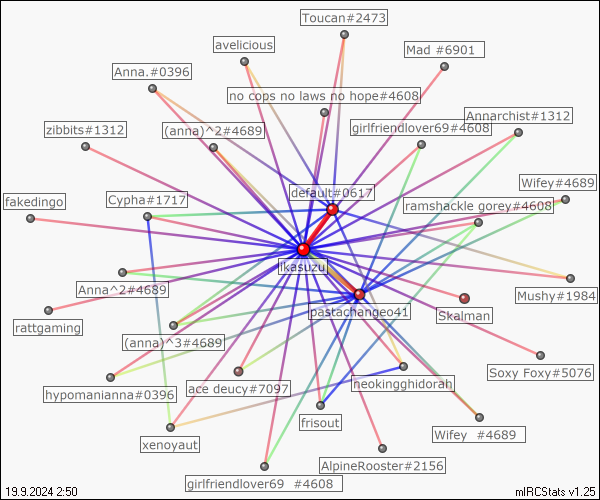 Toucan#2473
avelicious
Mad #6901
Anna.#0396
no cops no laws no hope#4608
Annarchist#1312
zibbits#1312
(anna)^2#4689
girlfriendlover69#4608
Wifey#4689
default#0617
fakedingo
Cypha#1717
ramshackle gorey#4608
ikasuzu
Anna^2#4689
Mushy#1984
pastachangeo41
Skalman
rattgaming
(anna)^3#4689
Soxy Foxy#5076
hypomanianna#0396
ace deucy#7097
neokingghidorah
xenoyaut
frisout
Wifey #4689
AlpineRooster#2156
girlfriendlover69 #4608
19.9.2024 2:50
mIRCStats v1.25